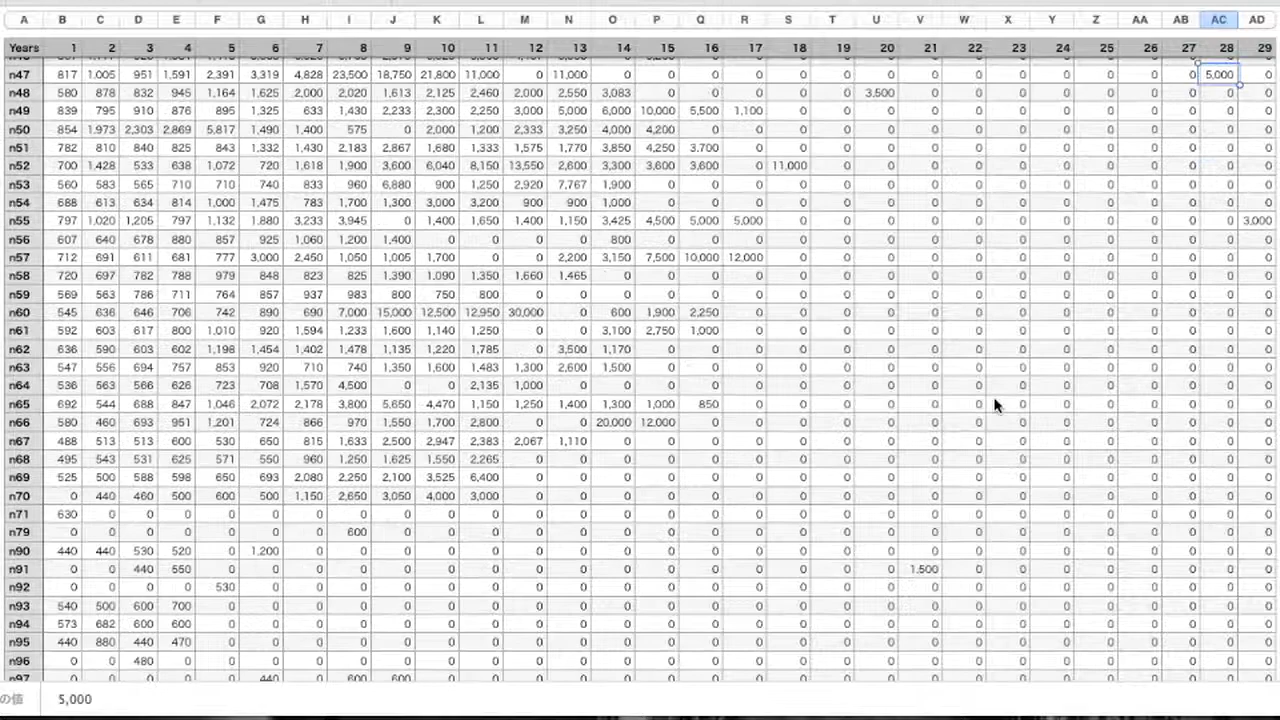 A B C D E F G H I J K L M N O P Q R S T U V W X Y Z AA AB AC AD
Years 1 2 3 4 5 6 7 8 9 10 11 12 13 14 15 16 17 18 19 20 21 22 23 24 25 26 27 28 29
n47 817 1,005 951 1,591 2,391 3,319 4,828 23,500 18,750 21,800 11,000 0 11,000 0 0 0 0 0 0 0 0 0 0 0 0 0 0 5,000 0
n48 580 878 832 945 1,164 1,625 2,000 2,020 1,613 2,125 2,460 2,000 2,550 3,083 0 0 0 0 0 3,500 0 0 0 0 0 0 0 0 0
n49 839 795 910 876 895 1,325 633 1,430 2,233 2,300 2,250 3,000 5,000 6,000 10,000 5,500 1,100 0 0 0 0 0 0 0 0 0 0 0 0
n50 854 1,973 2,303 2,869 5,817 1,490 1,400 575 0 2,000 1,200 2,333 3,250 4,000 4,200 0 0 0 0 0 0 0 0 0 0 0 0 0 0
n51 782 810 840 825 843 1,332 1,430 2,183 2,867 1,680 1,333 1,575 1,770 3,850 4,250 3,700 0 0 0 0 0 0 0 0 0 0 0 0 0
n52 700 1,428 533 638 1,072 720 1,618 1,900 3,600 6,040 8,150 13,550 2,600 3,300 3,600 3,600 0 11,000 0 0 0 0 0 0 0 0 0 0 0
n53 560 583 565 710 710 740 833 960 6,880 900 1,250 2,920 7,767 1,900 0 0 0 0 0 0 0 0 0 0 0 0 0 0 0
n54 688 613 634 814 1,000 1,475 783 1,700 1,300 3,000 3,200 900 900 1,000 0 0 0 0 0 0 0 0 0 0 0 0 0 0 0
n55 797 1,020 1,205 797 1,132 1,880 3,233 3,945 0 1,400 1,650 1,400 1,150 3,425 4,500 5,000 5,000 0 0 0 0 0 0 0 0 0 0 0 3,000
n56 607 640 678 880 857 925 1,060 1,200 1,400 0 0 0 0 800 0 0 0 0 0 0 0 0 0 0 0 0 0 0 0
n57 712 691 611 681 777 3,000 2,450 1,050 1,005 1,700 0 0 2,200 3,150 7,500 10,000 12,000 0 0 0 0 0 0 0 0 0 0 0 0
n58 720 697 782 788 979 848 823 825 1,390 1,090 1,350 1,660 1,465 0 0 0 0 0 0 0 0 0 0 0 0 0 0 0 0
n59 569 563 786 711 764 857 937 983 800 750 800 0 0 0 0 0 0 0 0 0 0 0 0 0 0 0 0 0 0
n60 545 636 646 706 742 890 690 7,000 15,000 12,500 12,950 30,000 0 600 1,900 2,250 0 0 0 0 0 0 0 0 0 0 0 0 0
n61 592 603 617 800 1,010 920 1,594 1,233 1,600 1,140 1,250 0 0 3,100 2,750 1,000 0 0 0 0 0 0 0 0 0 0 0 0 0
n62 636 590 603 602 1,198 1,454 1,402 1,478 1,135 1,220 1,785 0 3,500 1,170 0 0 0 0 0 0 0 0 0 0 0 0 0 0 0
n63 547 556 694 757 853 920 710 740 1,350 1,600 1,483 1,300 2,600 1,500 0 0 0 0 0 0 0 0 0 0 0 0 0 0 0
n64 536 563 566 626 723 708 1,570 4,500 0 0 2,135 1,000 0 0 0 0 0 0 0 0 0 0 0 0 0 0 0 0 0
n65 692 544 688 847 1,046 2,072 2,178 3,800 5,650 4,470 1,150 1,250 1,400 1,300 1,000 850 0 0 0 0 0 0 0 0 0 0 0 0 0
n66 580 460 693 951 1,201 724 866 970 1,550 1,700 2,800 0 0 20,000 12,000 0 0 0 0 0 0 0 0 0 0 0 0 0 0
n67 488 513 513 600 530 650 815 1,633 2,500 2,947 2,383 2,067 1,110 0 0 0 0 0 0 0 0 0 0 0 0 0 0 0 0
n68 495 543 531 625 571 550 960 1,250 1,625 1,550 2,265 0 0 0 0 0 0 0 0 0 0 0 0 0 0 0 0 0 0
n69 525 500 588 598 650 693 2,080 2,250 2,100 3,525 6,400 0 0 0 0 0 0 0 0 0 0 0 0 0 0 0 0 0 0
n70 0 440 460 500 600 500 1,150 2,650 3,050 4,000 3,000 0 0 0 0 0 0 0 0 0 0 0 0 0 0 0 0 0 0
n71 630 0 0 0 0 0 0 0 0 0 0 0 0 0 0 0 0 0 0 0 0 0 0 0 0 0 0 0 0
n79 0 0 0 0 0 0 0 600 0 0 0 0 0 0 0 0 0 0 0 0 0 0 0 0 0 0 0 0 0
n90 440 440 530 520 0 1,200 0 0 0 0 0 0 0 0 0 0 0 0 0 0 0 0 0 0 0 0 0 0 0
n91 0 0 440 550 0 0 0 0 0 0 0 0 0 0 0 0 0 0 0 0 1,500 0 0 0 0 0 0 0 0
n92 0 0 0 0 530 0 0 0 0 0 0 0 0 0 0 0 0 0 0 0 0 0 0 0 0 0 0 0 0
n93 540 500 600 700 0 0 0 0 0 0 0 0 0 0 0 0 0 0 0 0 0 0 0 0 0 0 0 0 0
n94 573 682 600 600 0 0 0 0 0 0 0 0 0 0 0 0 0 0 0 0 0 0 0 0 0 0 0 0 0
n95 440 880 440 470 0 0 0 0 0 0 0 0 0 0 0 0 0 0 0 0 0 0 0 0 0 0 0 0 0
n96 0 0 480 0 0 0 0 0 0 0 0 0 0 0 0 0 0 0 0 0 0 0 0 0 0 0 0 0 0
n97 0 0 0 0 0 440 0 600 600 0 0 0 0 0 0 0 0 0 0 0 0 0 0 0 0 0 0 0 0
の値 5,000